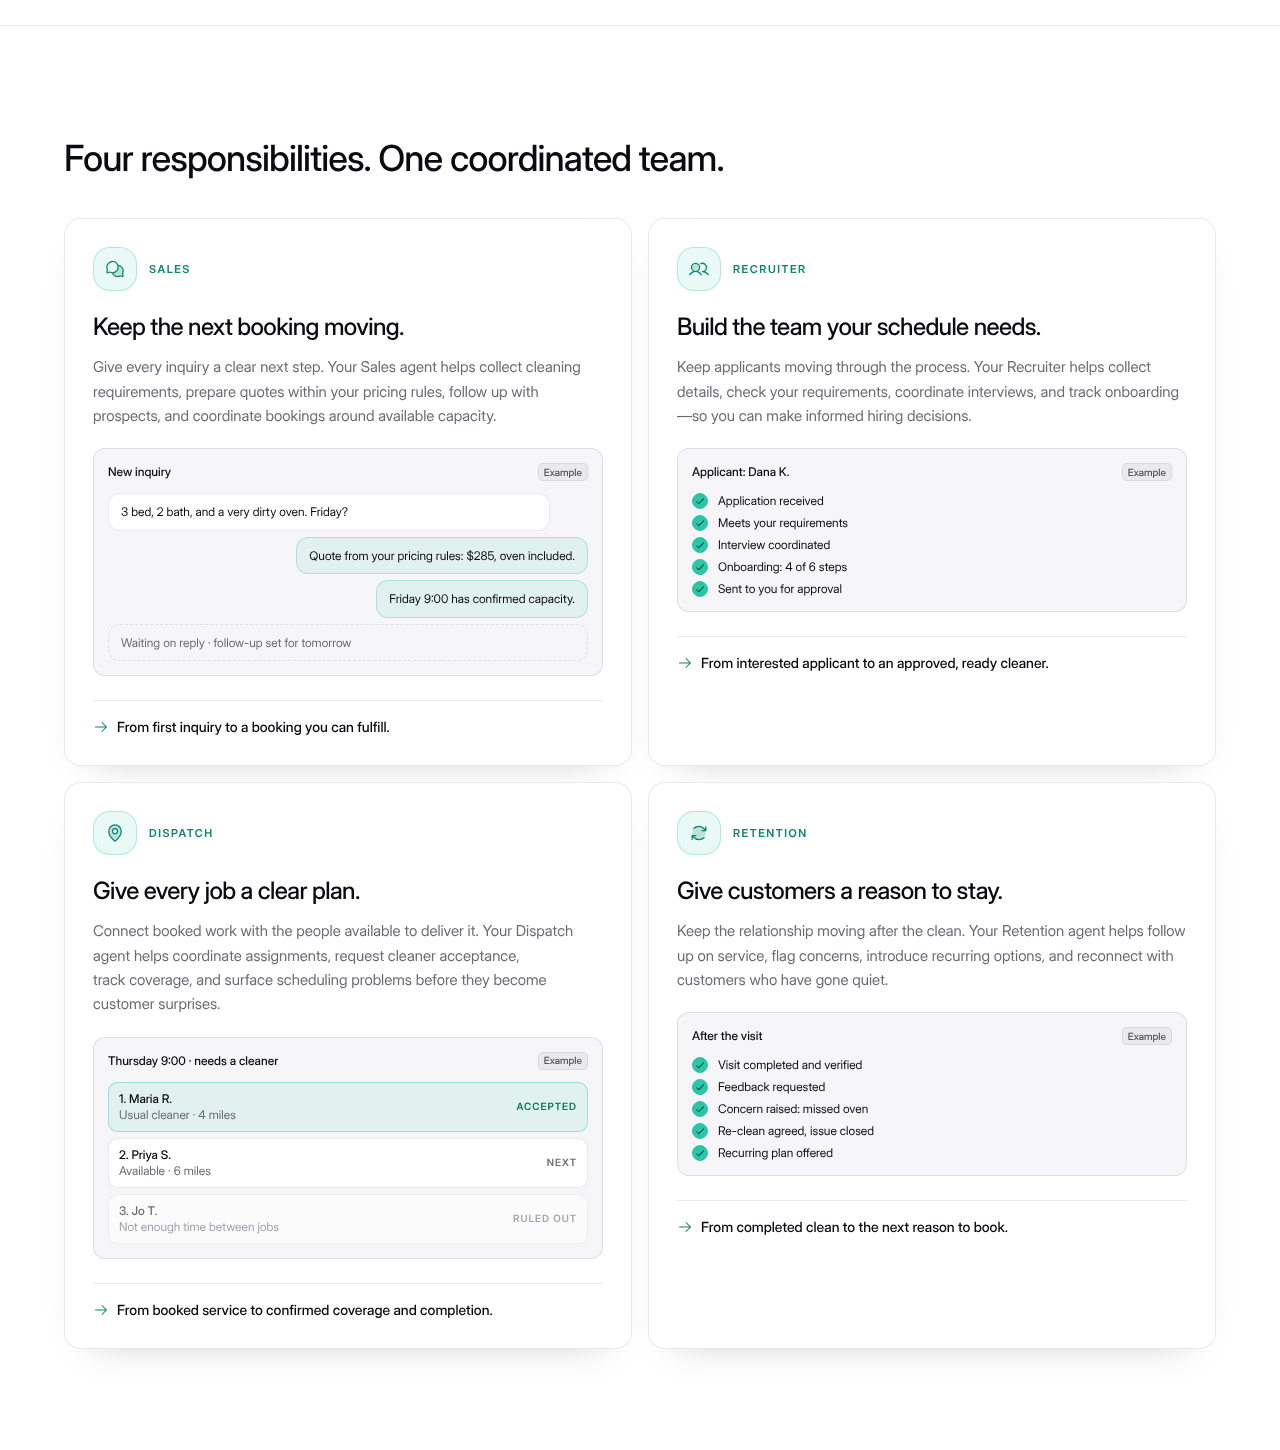 Four responsibilities. One coordinated team.
SALES
Keep the next booking moving.
Give every inquiry a clear next step. Your Sales agent helps collect cleaning
requirements, prepare quotes within your pricing rules, follow up with
prospects, and coordinate bookings around available capacity.
New inquiry
Example
3 bed, 2 bath, and a very dirty oven. Friday?
Quote from your pricing rules: $285, oven included.
Friday 9:00 has confirmed capacity.
Waiting on reply · follow-up set for tomorrow
From first inquiry to a booking you can fulfill.
RECRUITER
Build the team your schedule needs.
Keep applicants moving through the process. Your Recruiter helps collect
details, check your requirements, coordinate interviews, and track onboarding
—so you can make informed hiring decisions.
Applicant: Dana K.
Example
Application received
Meets your requirements
Interview coordinated
Onboarding: 4 of 6 steps
Sent to you for approval
From interested applicant to an approved, ready cleaner.
DISPATCH
Give every job a clear plan.
Connect booked work with the people available to deliver it. Your Dispatch
agent helps coordinate assignments, request cleaner acceptance,
track coverage, and surface scheduling problems before they become
customer surprises.
Thursday 9:00 · needs a cleaner
Example
1. Maria R.
Usual cleaner · 4 miles
ACCEPTED
2. Priya S.
Available · 6 miles
NEXT
3. Jo T.
Not enough time between jobs
RULED OUT
From booked service to confirmed coverage and completion.
RETENTION
Give customers a reason to stay.
Keep the relationship moving after the clean. Your Retention agent helps follow
up on service, flag concerns, introduce recurring options, and reconnect with
customers who have gone quiet.
After the visit
Example
Visit completed and verified
Feedback requested
Concern raised: missed oven
Re-clean agreed, issue closed
Recurring plan offered
From completed clean to the next reason to book.